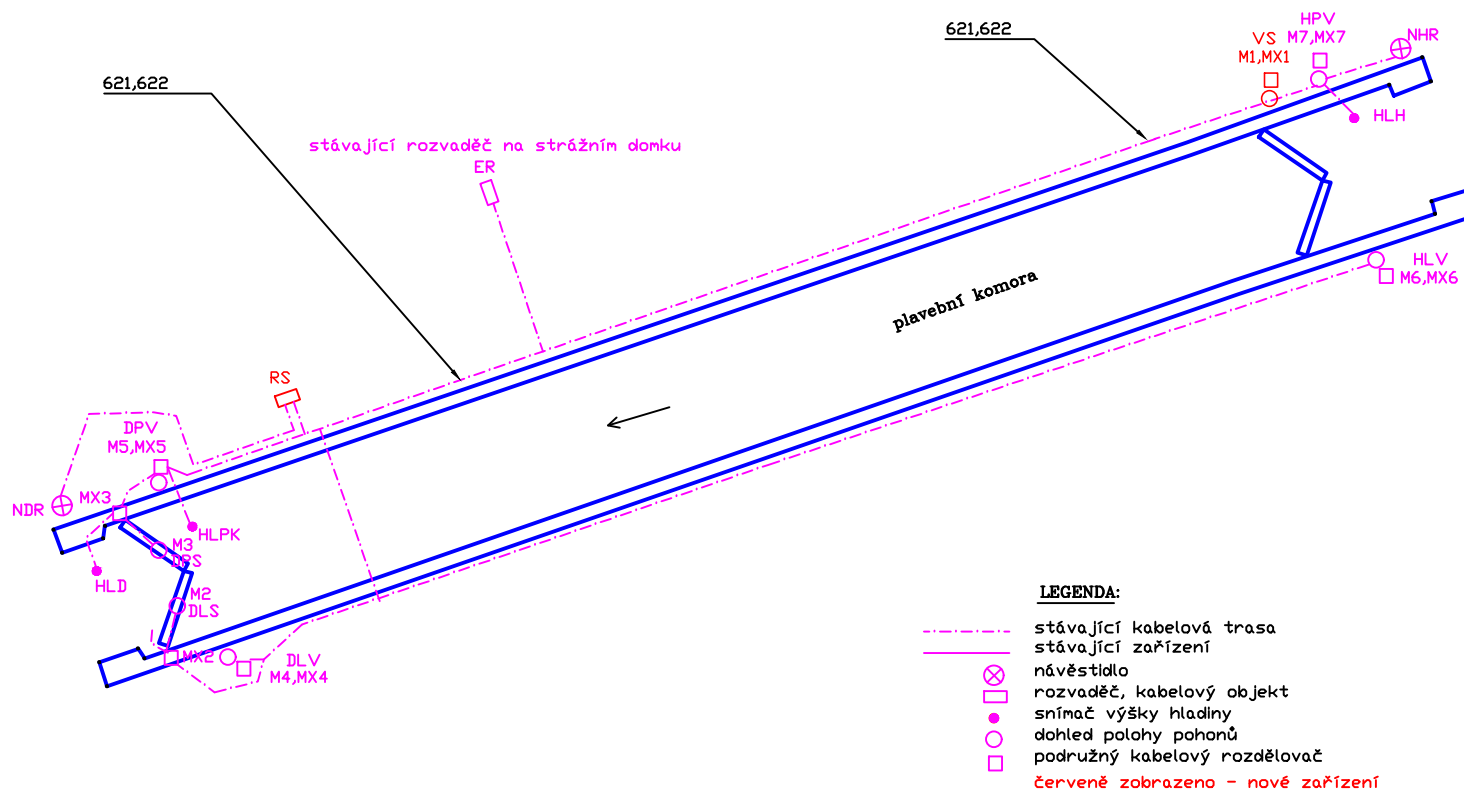 621,622
621,622
HPV
M7,MX7
NHR
VS
M1,MX1
HLH
stávající rozvaděč na strážním domku
ER
HLV
M6,MX6
plavební komora
RS
DPV
M5,MX5
MX3
NDR
HLPK
M3
DPS
HLD
M2
DLS
MX2
DLV
M4,MX4
LEGENDA:
stávající kabelová trasa
stávající zařízení
návěstidlo
rozvaděč, kabelový objekt
snímač výšky hladiny
dohled polohy pohonů
podružný kabelový rozdělovač
červeně zobrazeno - nové zařízení